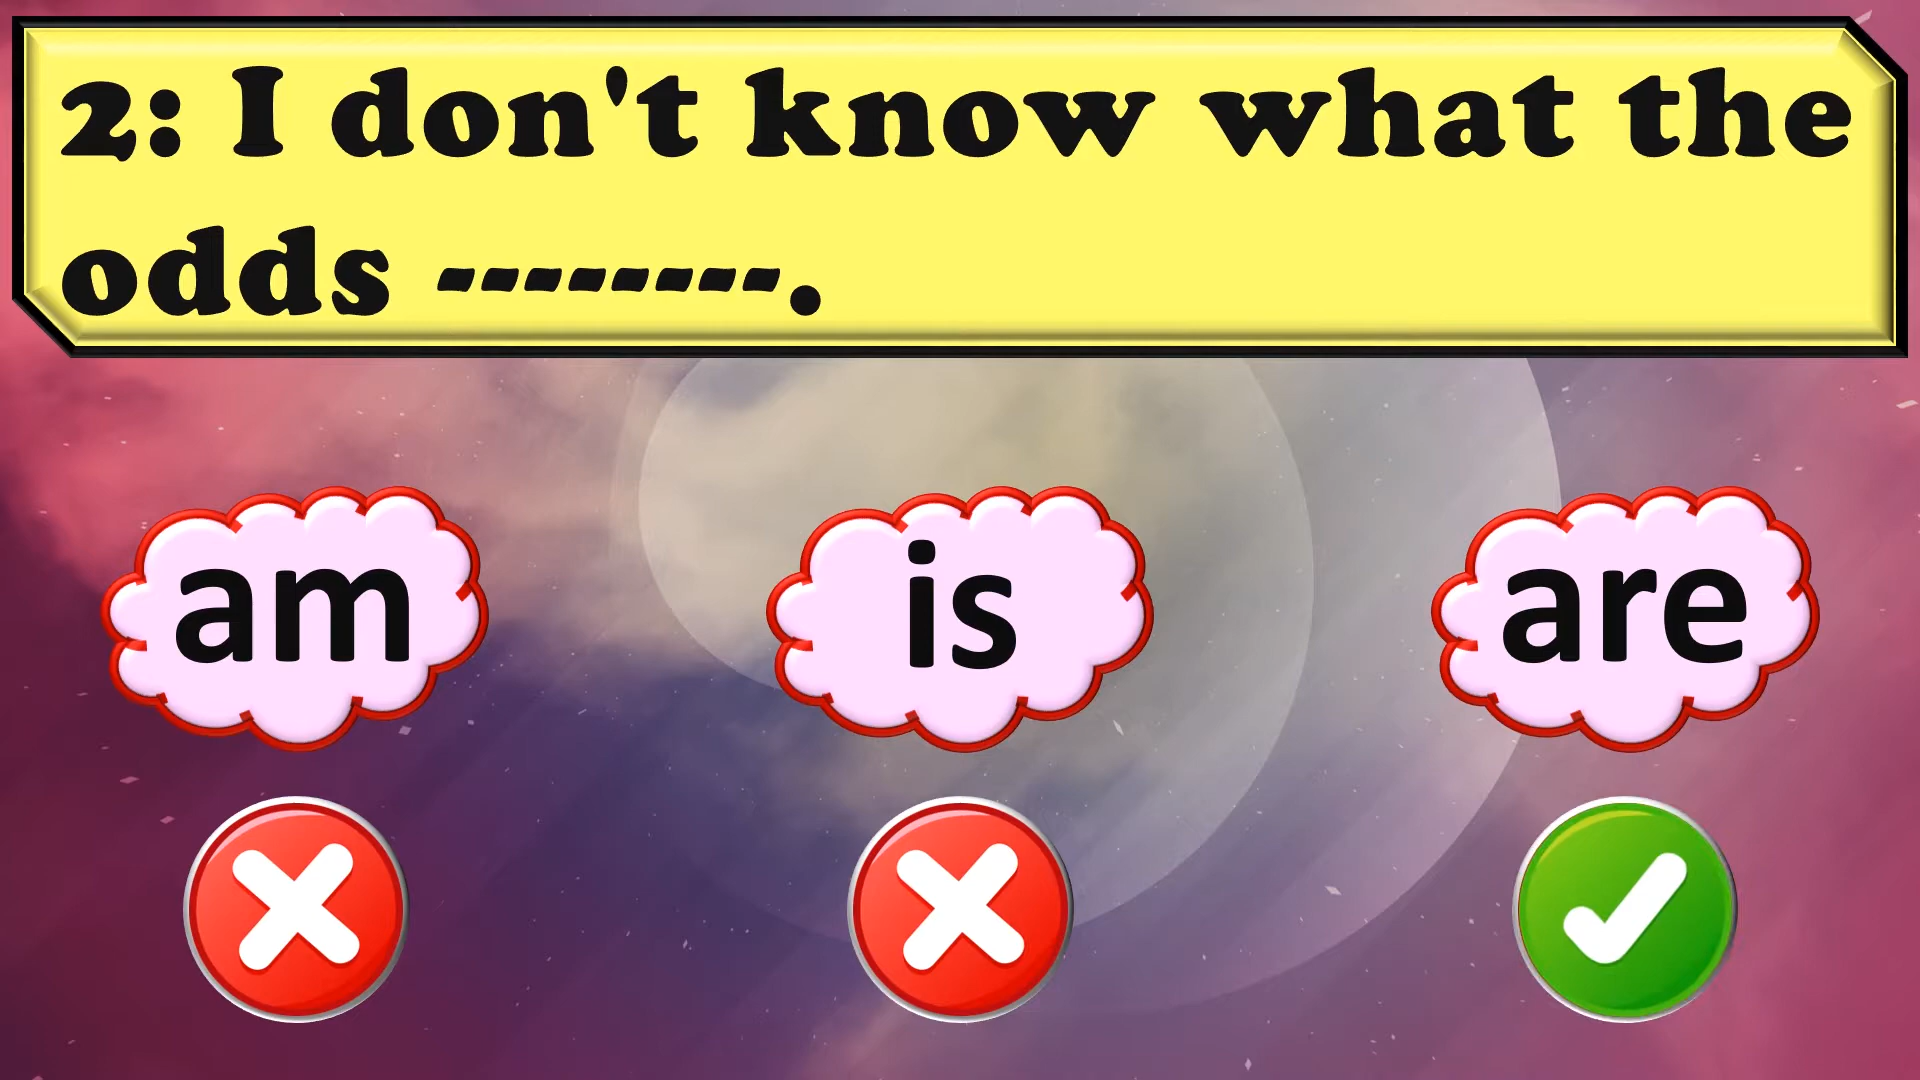 2: I don't know what the
odds --------.
am is are